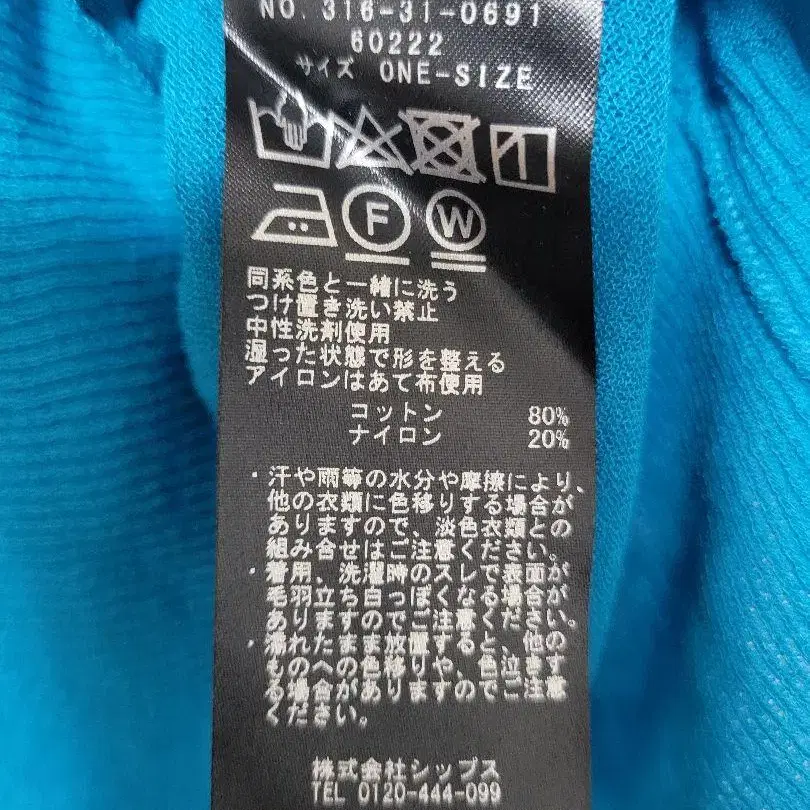 NO.316-31-0691
60222
サイズ ONE-SIZE
F W
同系色と一緒に洗う
つけ置き洗い禁止
中性洗剤使用
湿った状態で形を整える
アイロンはあて布使用
コットン 80%
ナイロン 20%
・汗や雨等の水分や摩擦により、
他の衣類に色移りする場合が
ありますので、淡色衣類との
組み合せはご注意ください。
・着用、洗濯時のスレで表面が
毛羽立ち白っぽくなる場合が
ありますのでご注意ください。
・濡れたまま放置すると、他の
ものへの色移りや、色泣きす
る場合がありますのでご注意
ください。
株式会社シップス
TEL 0120-444-099